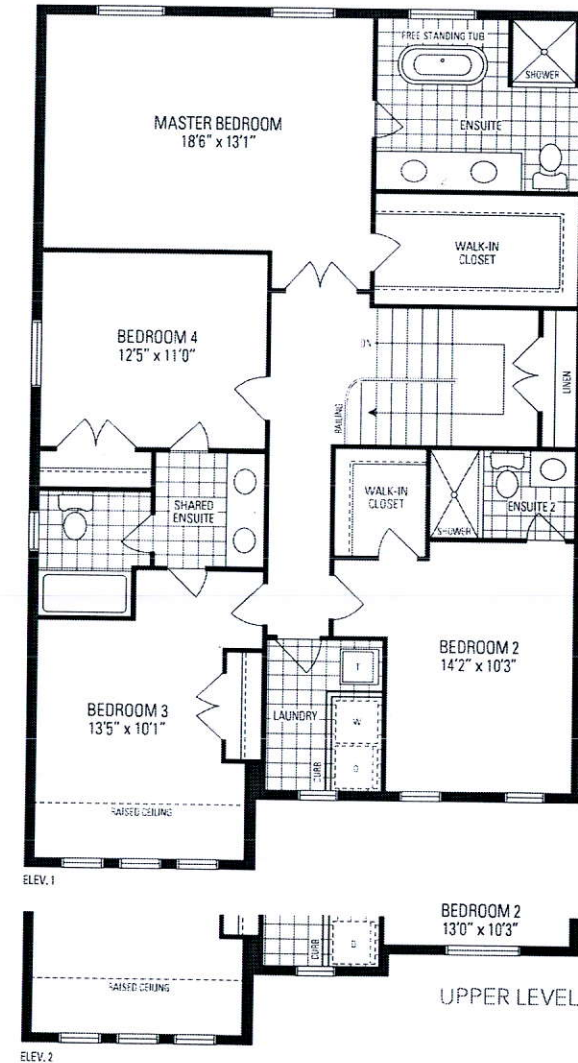 FREE STANDING TUB
SHOWER
MASTER BEDROOM
18'6" x 13'1"
ENSUITE
WALK-IN
CLOSET
BEDROOM 4
12'5" x 11'0"
DN
RAILING
LINEN
SHARED
ENSUITE
WALK-IN
CLOSET
SHOWER
ENSUITE 2
BEDROOM 2
14'2" x 10'3"
BEDROOM 3
13'5" x 10'1"
T
LAUNDRY
W
D
CURB
RAISED CEILING
ELEV. 1
BEDROOM 2
13'0" x 10'3"
CURB
D
RAISED CEILING
UPPER LEVEL
ELEV. 2